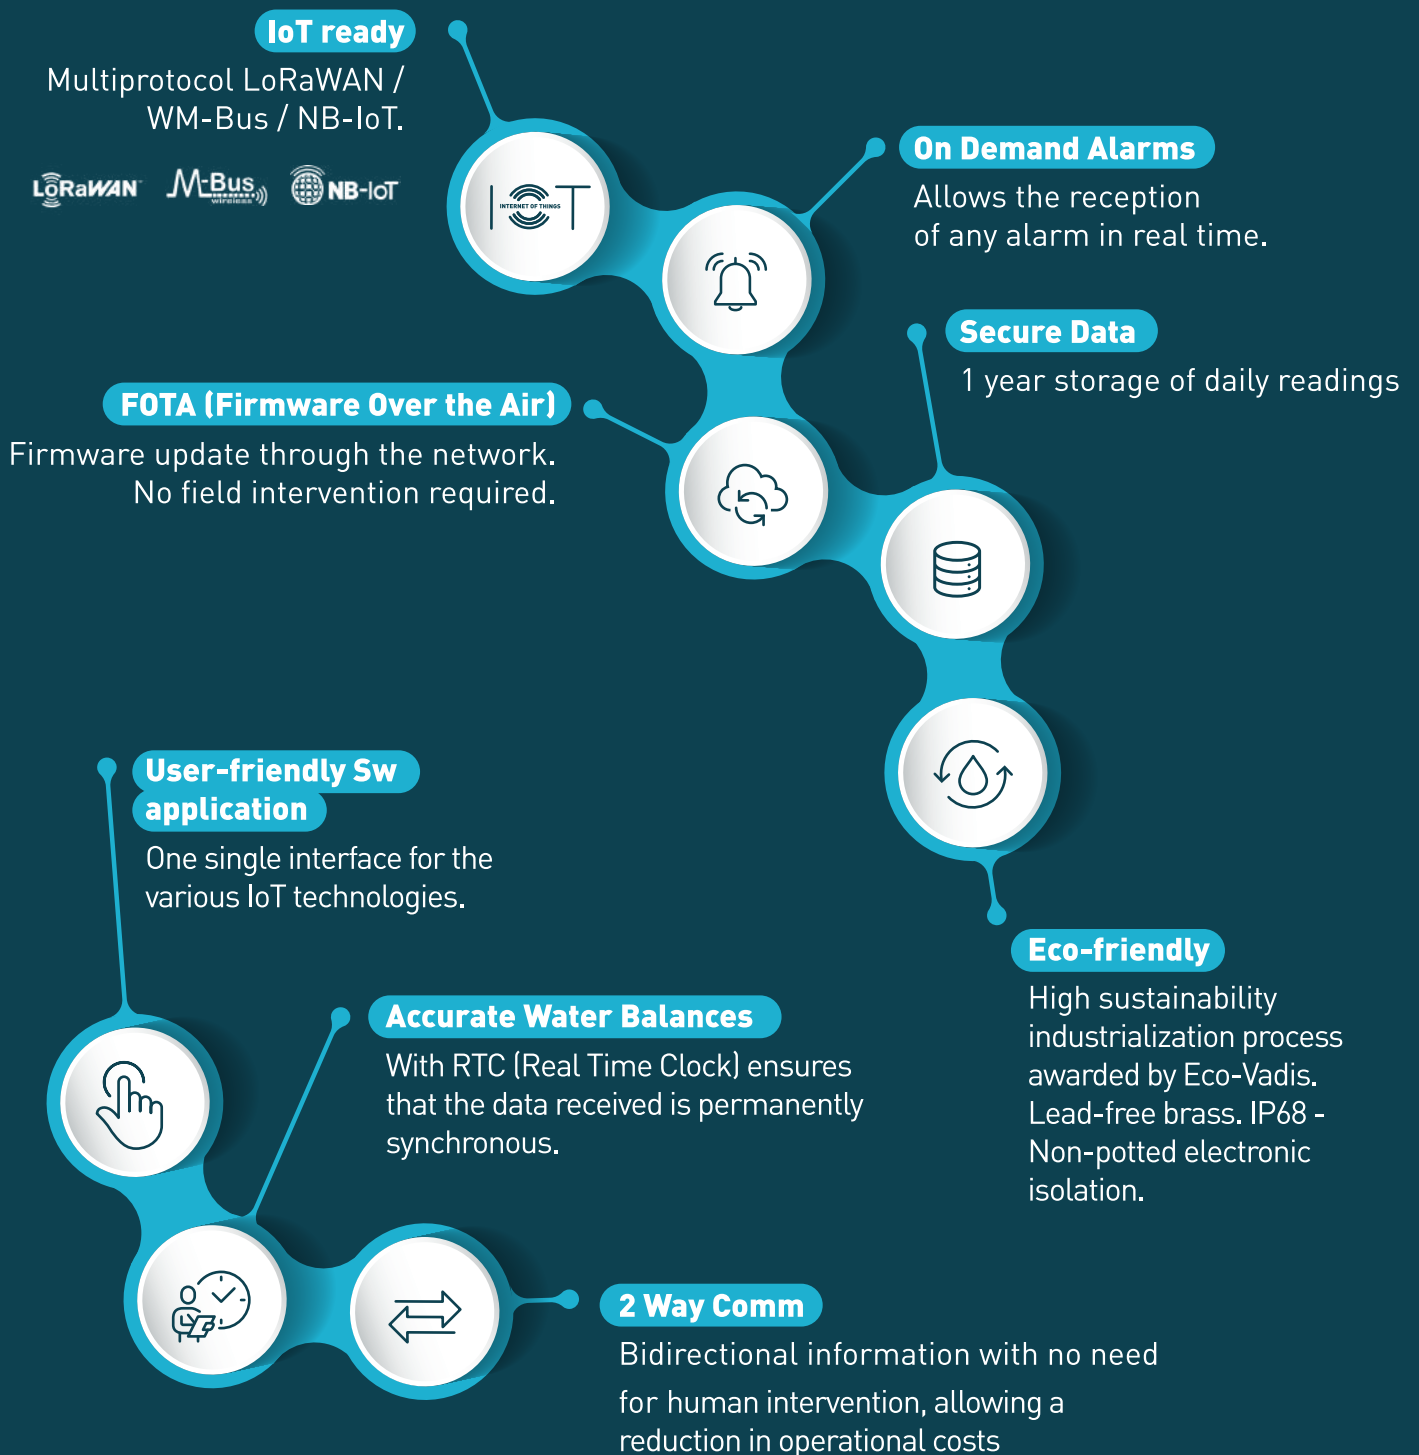 IoT ready
Multiprotocol LoRaWAN /
WM-Bus / NB-IoT.
LoRaWAN
M-Bus
wireless
NB-IoT
IOT
INTERNET OF THINGS
On Demand Alarms
Allows the reception
of any alarm in real time.
Secure Data
1 year storage of daily readings
FOTA (Firmware Over the Air)
Firmware update through the network.
No field intervention required.
User-friendly Sw
application
One single interface for the
various IoT technologies.
Eco-friendly
High sustainability
industrialization process
awarded by Eco-Vadis.
Lead-free brass. IP68 -
Non-potted electronic
isolation.
Accurate Water Balances
With RTC (Real Time Clock) ensures
that the data received is permanently
synchronous.
2 Way Comm
Bidirectional information with no need
for human intervention, allowing a
reduction in operational costs